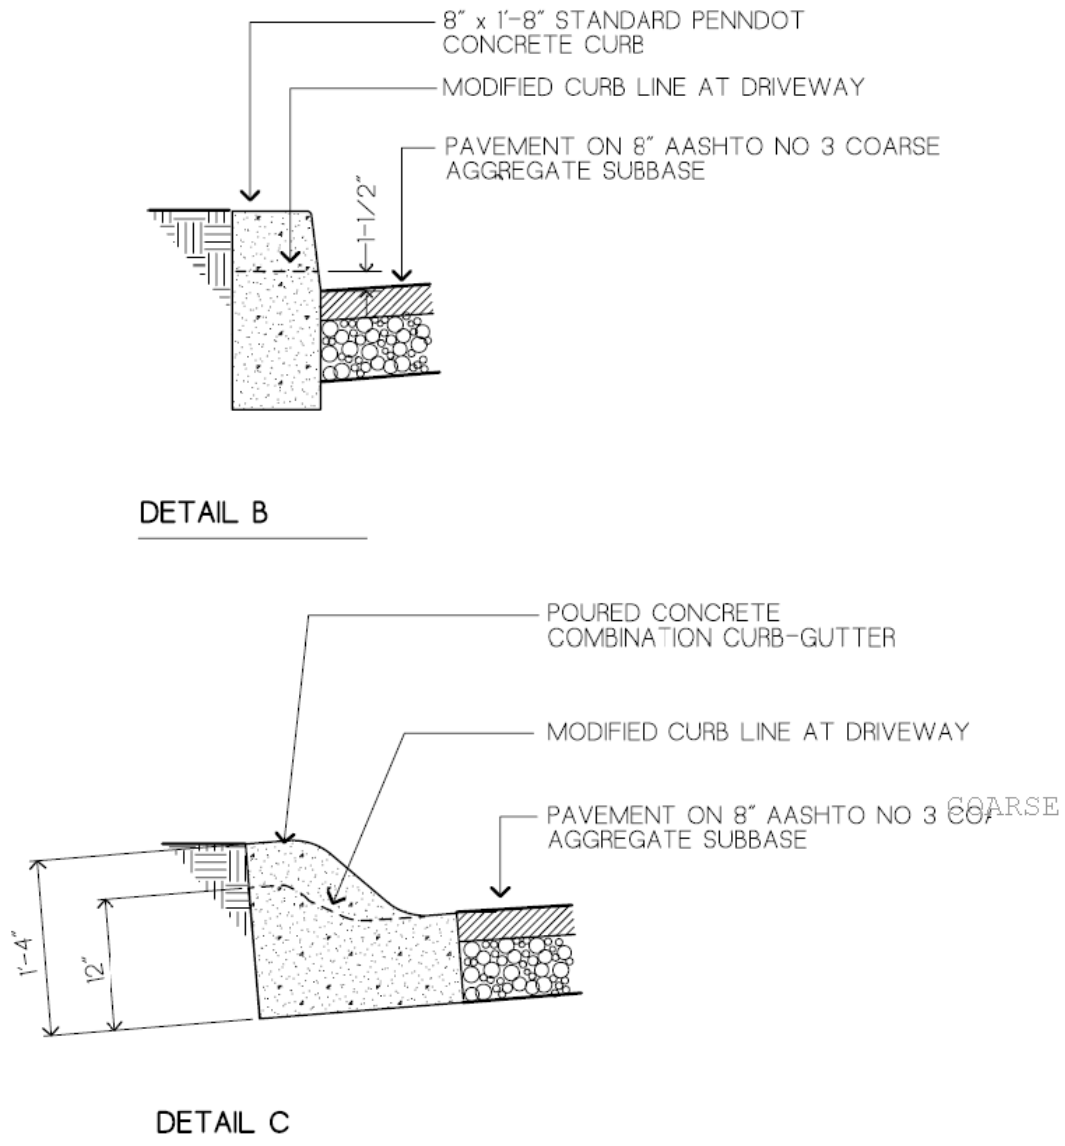 8" x 1'-8" STANDARD PENNDOT
CONCRETE CURB
MODIFIED CURB LINE AT DRIVEWAY
PAVEMENT ON 8" AASHTO NO 3 COARSE
AGGREGATE SUBBASE
1-1/2"
DETAIL B
POURED CONCRETE
COMBINATION CURB-GUTTER
MODIFIED CURB LINE AT DRIVEWAY
PAVEMENT ON 8" AASHTO NO 3 COARSE
AGGREGATE SUBBASE
1'-4"
12"
DETAIL C